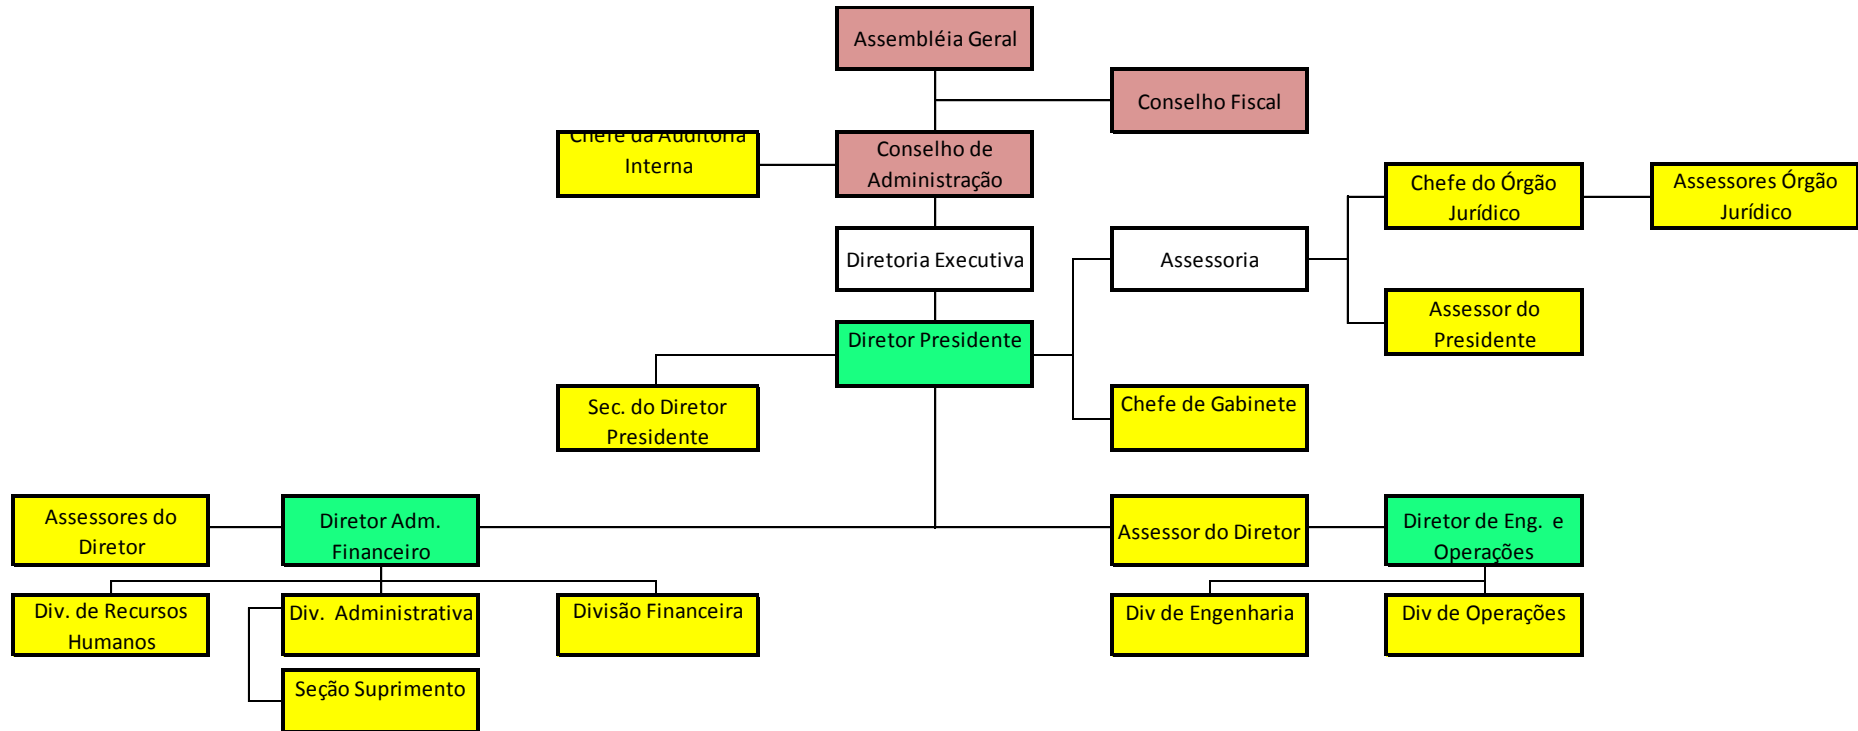 Assembléia Geral
Conselho Fiscal
Chefe da Auditoria
Interna
Conselho de
Administração
Chefe do Órgão
Jurídico
Assessores Órgão
Jurídico
Diretoria Executiva
Assessoria
Assessor do
Presidente
Diretor Presidente
Sec. do Diretor
Presidente
Chefe de Gabinete
Assessores do
Diretor
Diretor Adm.
Financeiro
Assessor do Diretor
Diretor de Eng. e
Operações
Div. de Recursos
Humanos
Div. Administrativa
Divisão Financeira
Div de Engenharia
Div de Operações
Seção Suprimento